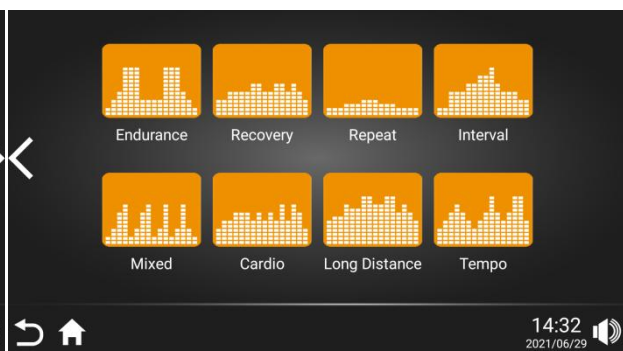 Endurance Recovery Repeat Interval
Mixed Cardio Long Distance Tempo
14:32
2021/06/29